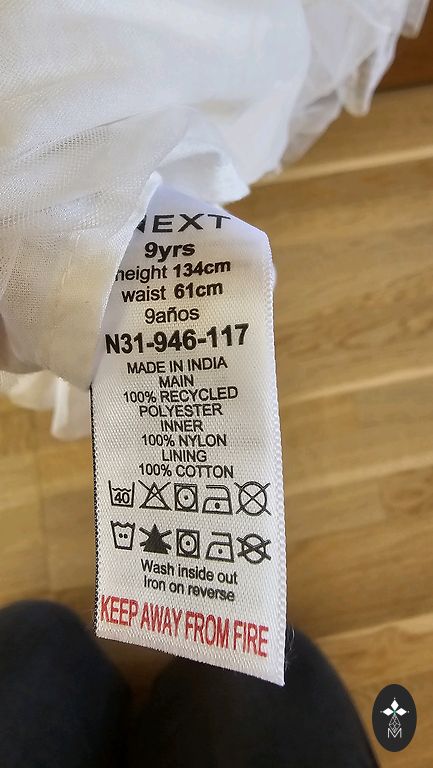 NEXT
9yrs
height 134cm
waist 61cm
9años
N31-946-117
MADE IN INDIA
MAIN
100% RECYCLED
POLYESTER
INNER
100% NYLON
LINING
100% COTTON
40
Wash inside out
Iron on reverse
KEEP AWAY FROM FIRE